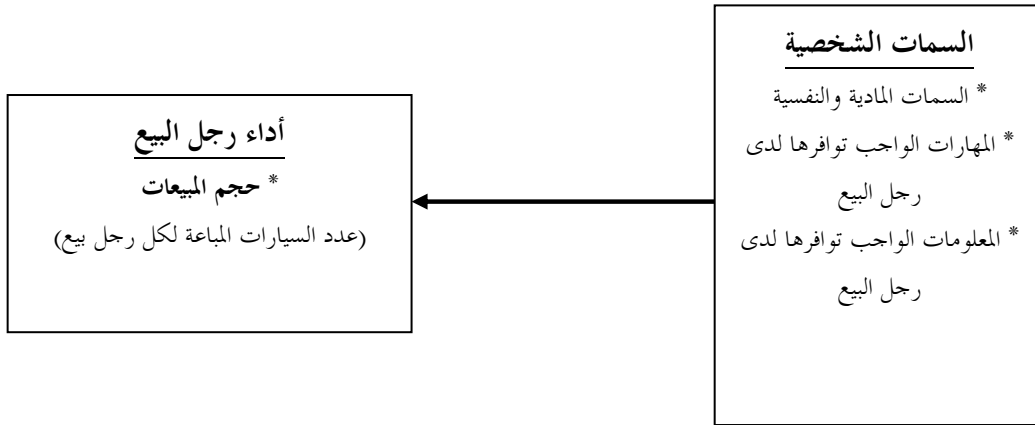 السمات الشخصية
* السمات المادية والنفسية
* المهارات الواجب توافرها لدى
رجل البيع
* المعلومات الواجب توافرها لدى
رجل البيع
أداء رجل البيع
* حجم المبيعات
(عدد السيارات المباعة لكل رجل بيع)